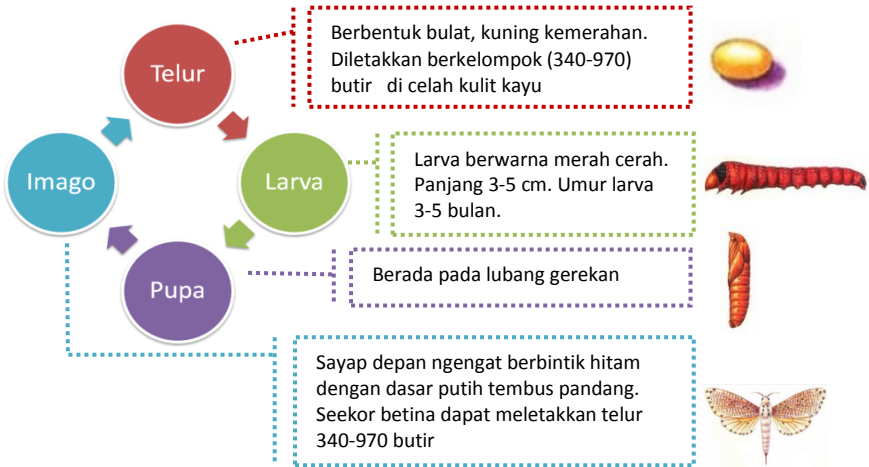 Telur
Berbentuk bulat, kuning kemerahan.
Diletakkan berkelompok (340-970)
butir di celah kulit kayu
Larva
Larva berwarna merah cerah.
Panjang 3-5 cm. Umur larva
3-5 bulan.
Imago
Pupa
Berada pada lubang gerekan
Sayap depan ngengat berbintik hitam
dengan dasar putih tembus pandang.
Seekor betina dapat meletakkan telur
340-970 butir